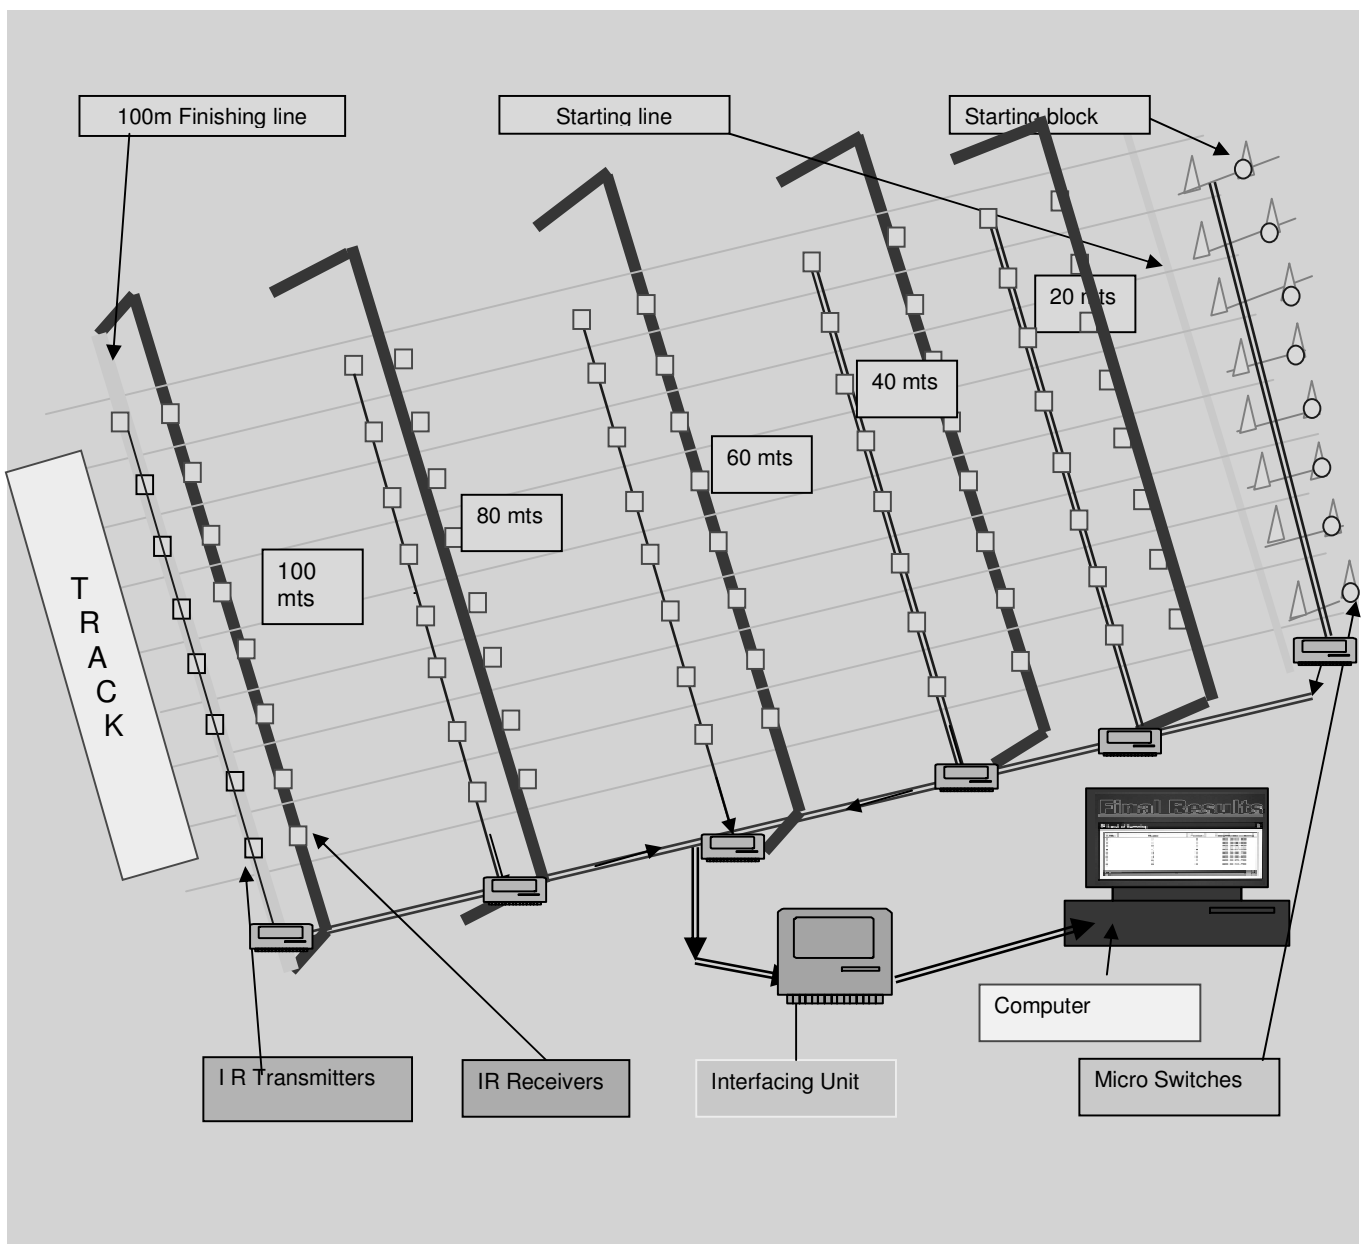 100m Finishing line
Starting line
Starting block
20 mts
40 mts
60 mts
80 mts
100
mts
T
R
A
C
K
Final Results
Computer
I R Transmitters
IR Receivers
Interfacing Unit
Micro Switches